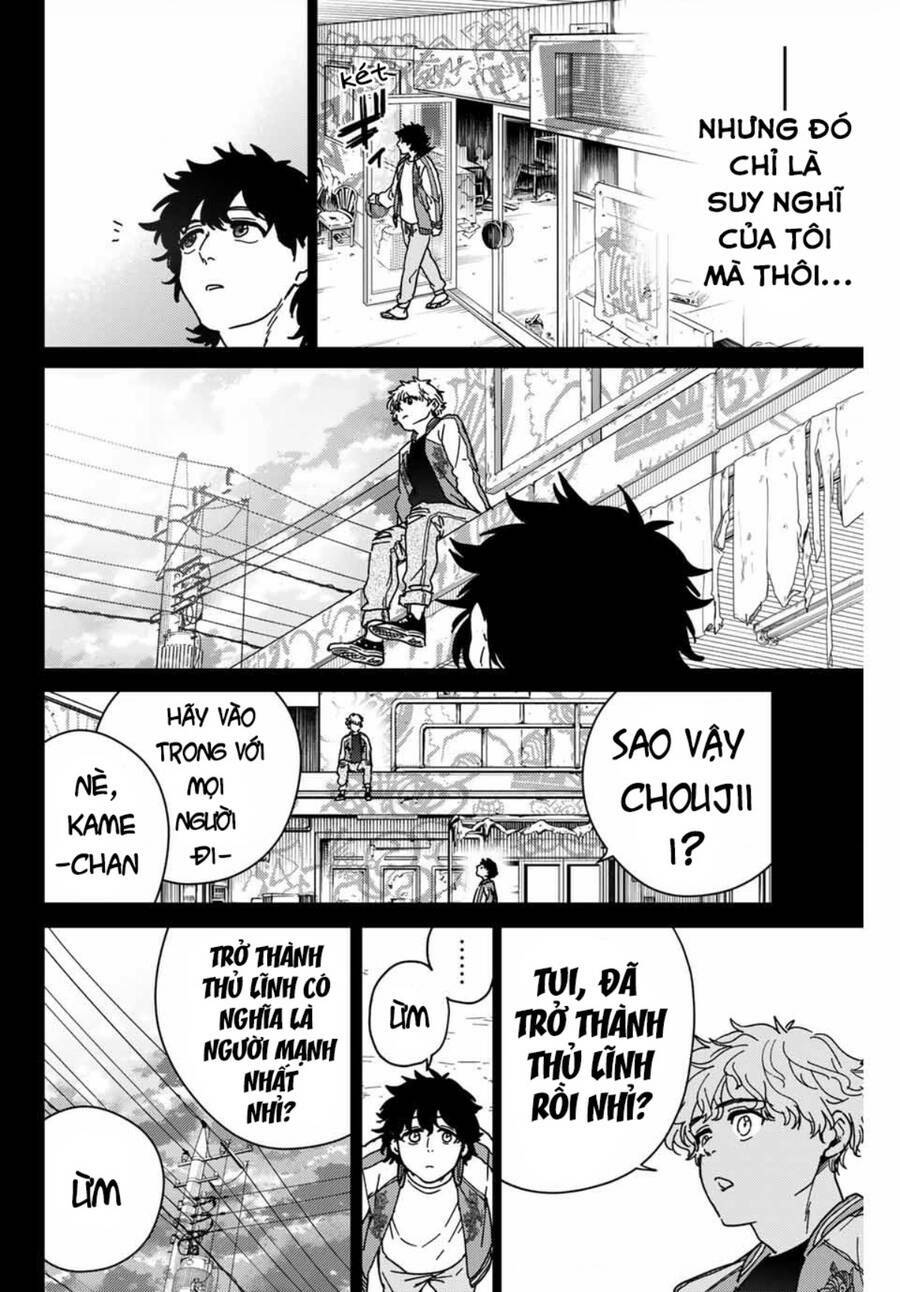 NHƯNG ĐÓ
CHỈ LÀ
SUY NGHĨ
CỦA TÔI
MÀ THÔI...
két
SAO VẬY
CHOUJII
I?
HÃY VÀO
TRONG VỚI
MỌI
NGƯỜI
ĐI-
NÈ,
KAME
-CHAN
TUI, ĐÃ
TRỞ THÀNH
THỦ LĨNH
RỒI NHỈ?
......
ỪM
TRỞ THÀNH
THỦ LĨNH CÓ
NGHĨA LÀ
NGƯỜI MẠNH
NHẤT
NHỈ?
ỪM